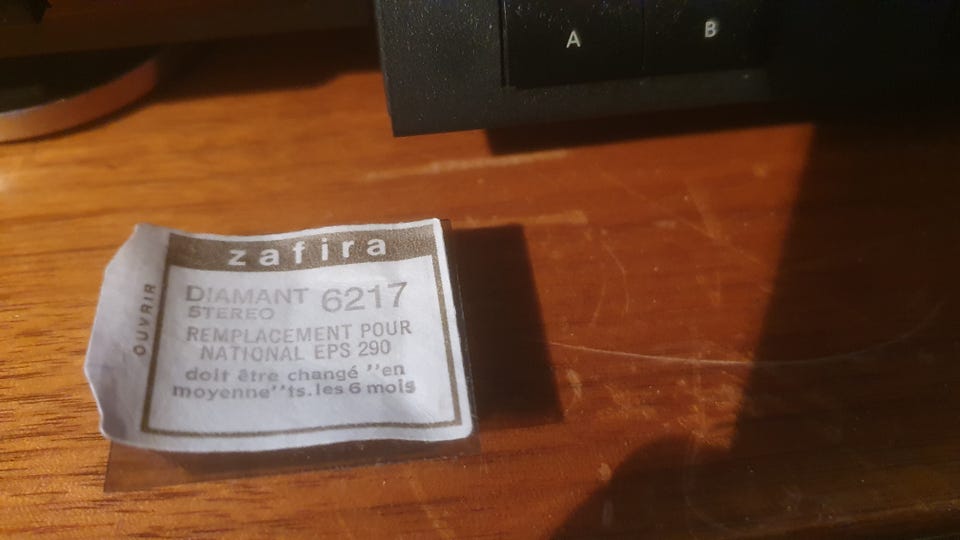 A
B
zafira
OUVRIR
DIAMANT 6217
STEREO
REMPLACEMENT POUR
NATIONAL EPS 290
doit être changé "en
moyenne" ts. les 6 mois